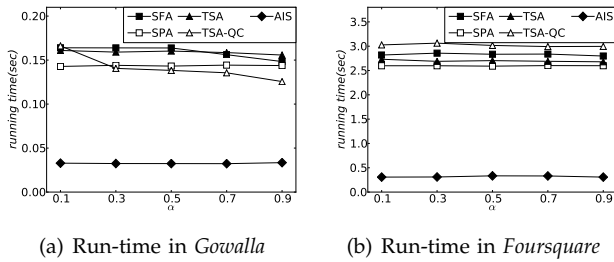 SFA TSA AIS
SPA TSA-QC
0.20
0.15
0.10
0.05
0.00
running time(sec)
0.1 0.3 0.5 0.7 0.9
α
(a) Run-time in Gowalla
SFA TSA AIS
SPA TSA-QC
4.0
3.5
3.0
2.5
2.0
1.5
1.0
0.5
0.0
running time(sec)
0.1 0.3 0.5 0.7 0.9
α
(b) Run-time in Foursquare